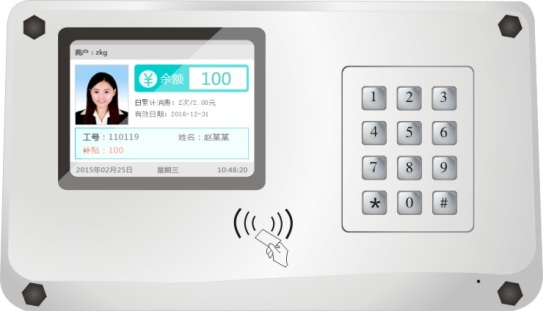 商户：zkg
¥ 余额 100
日累计消费：2次/2.00元
有效日期：2016-12-31
工号：110119 姓名：赵某某
补贴：100
2015年02月25日 星期三 10:48:20
1 2 3
4 5 6
7 8 9
* 0 #